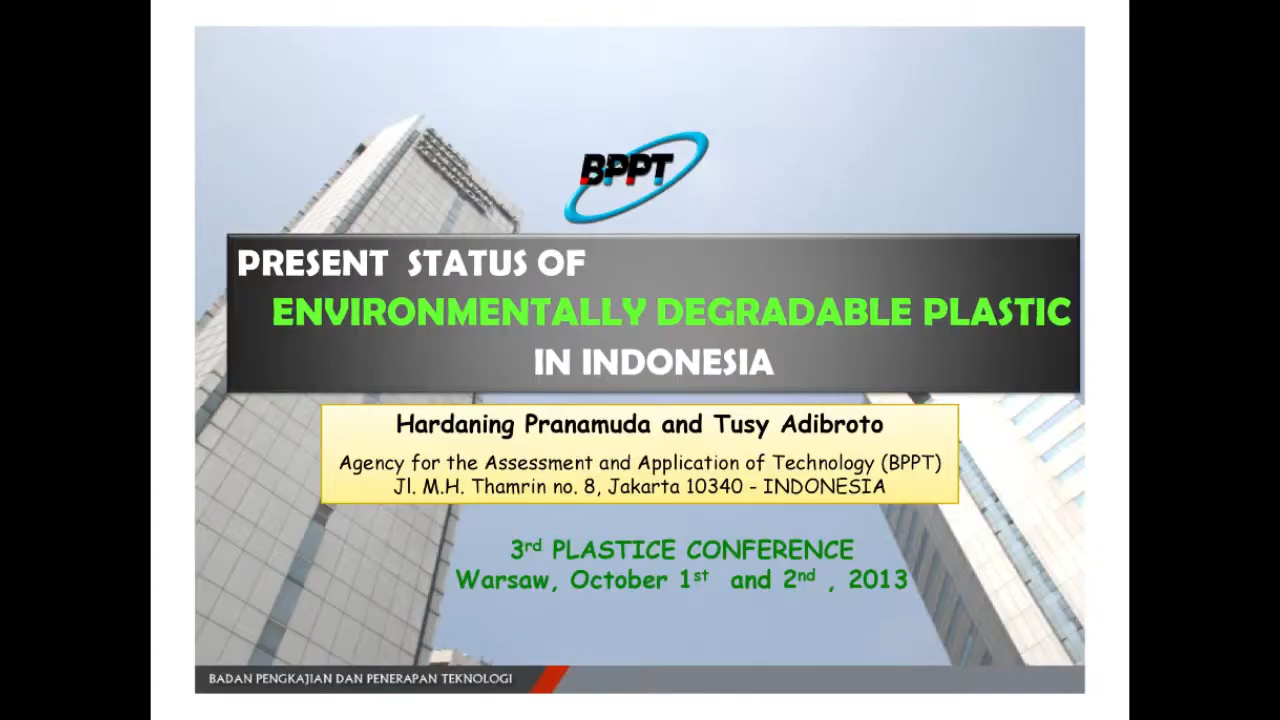 BPPT
PRESENT STATUS OF
ENVIRONMENTALLY DEGRADABLE PLASTIC
IN INDONESIA
Hardaning Pranamuda and Tusy Adibroto
Agency for the Assessment and Application of Technology (BPPT)
Jl. M.H. Thamrin no. 8, Jakarta 10340 - INDONESIA
3rd PLASTICE CONFERENCE
Warsaw, October 1st and 2nd , 2013
BADAN PENGKAJIAN DAN PENERAPAN TEKNOLOGI